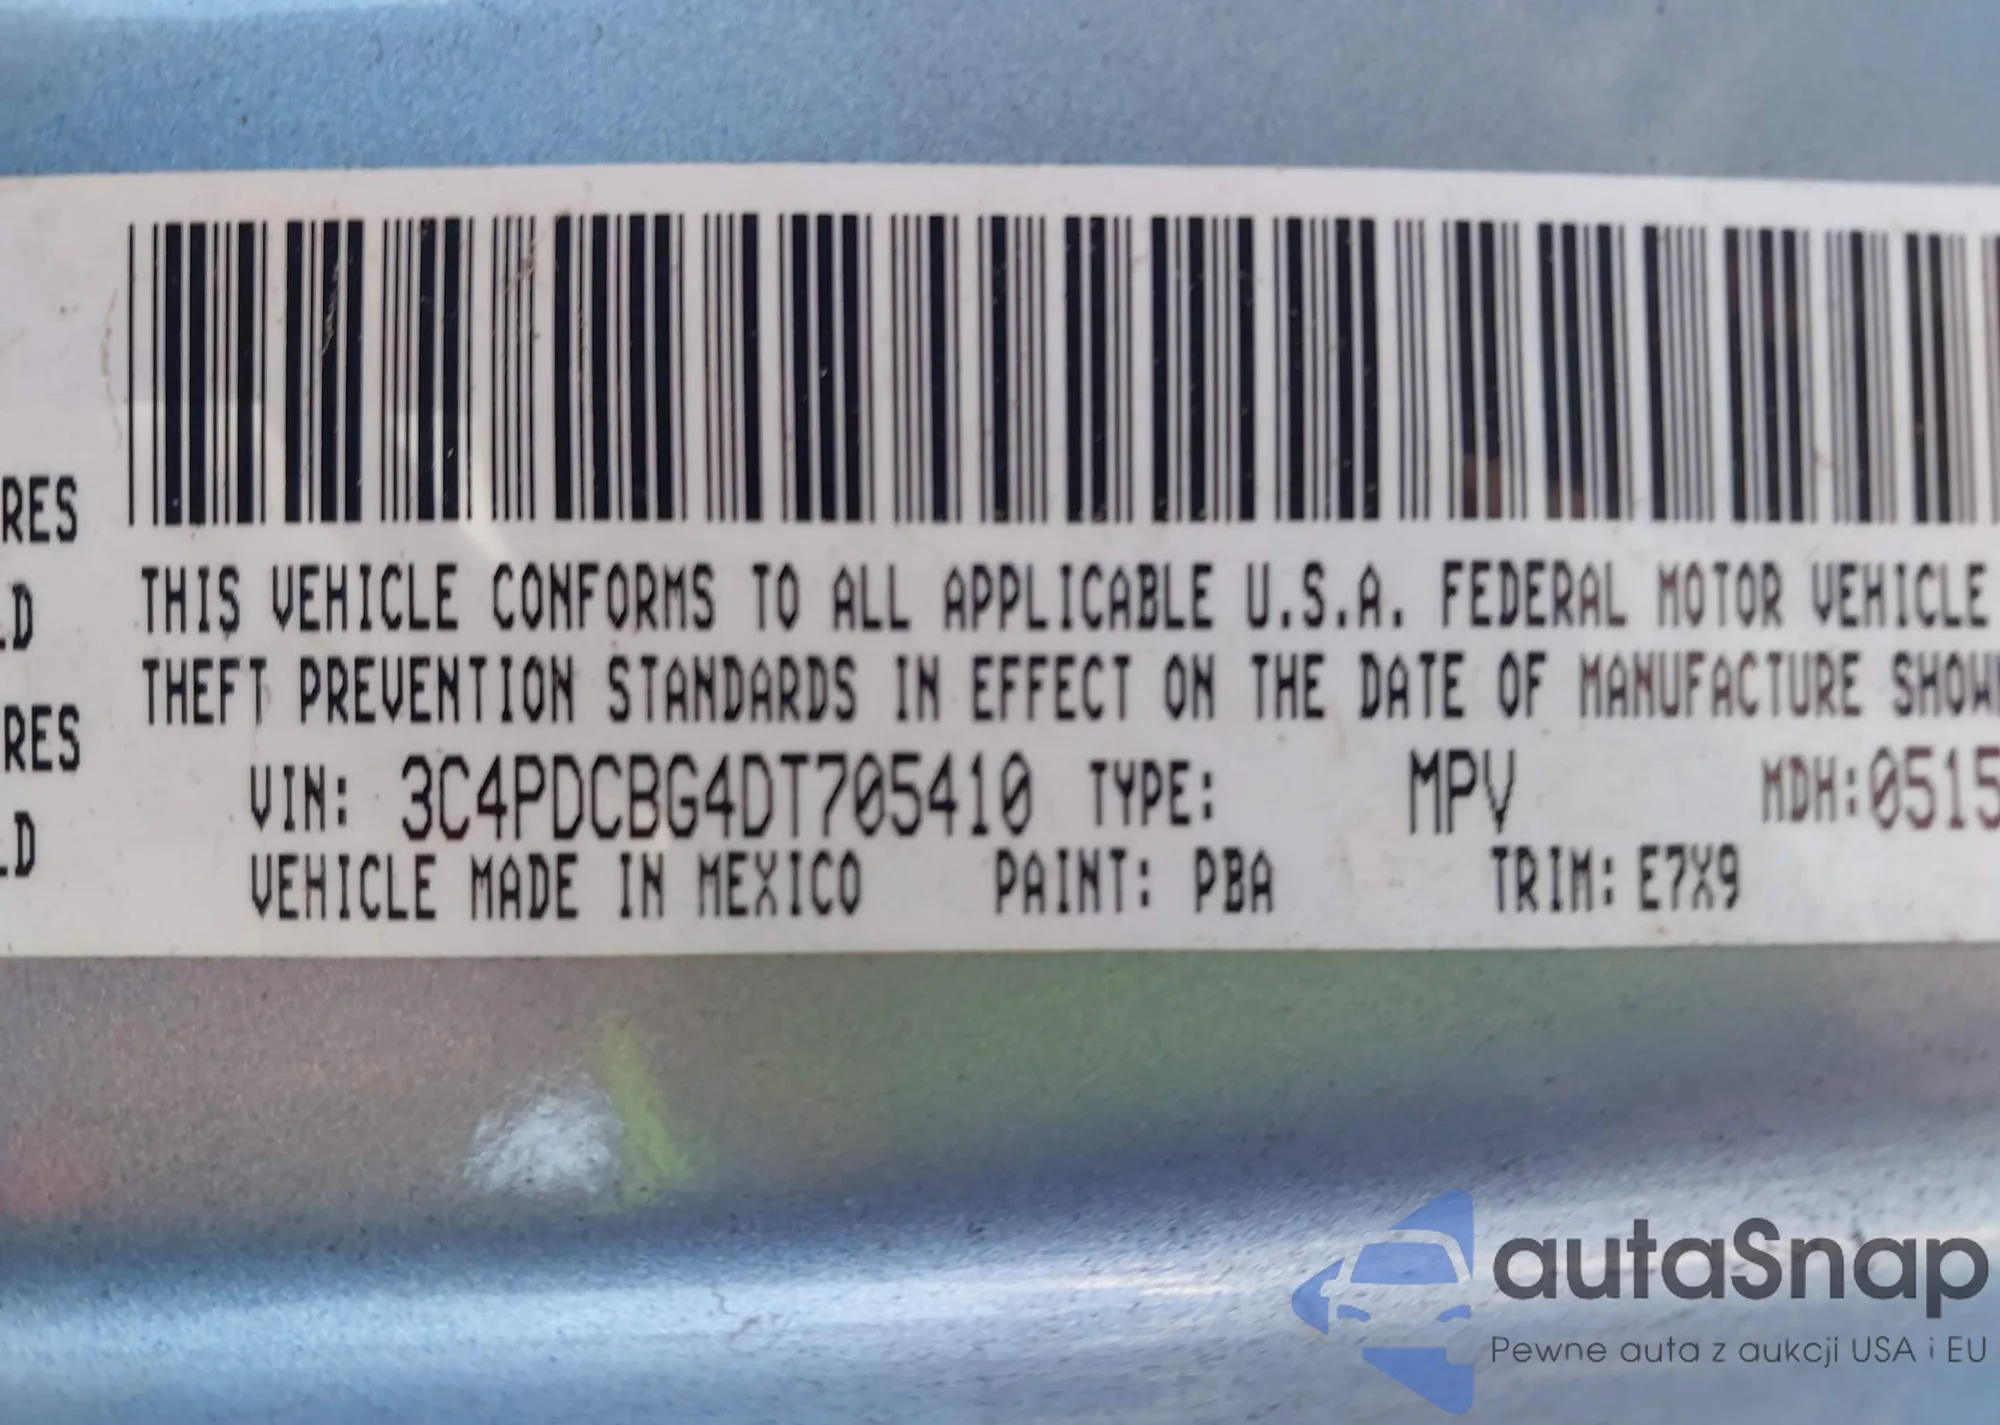 RES
LD
RES
LD
THIS VEHICLE CONFORMS TO ALL APPLICABLE U.S.A. FEDERAL MOTOR VEHICLE
THEFT PREVENTION STANDARDS IN EFFECT ON THE DATE OF MANUFACTURE SHOWN
VIN: 3C4PDCBG4DT705410 TYPE: MPV MDH:0515
VEHICLE MADE IN MEXICO PAINT: PBA TRIM: E7X9
autaSnap
Pewne auta z aukcji USA i EU